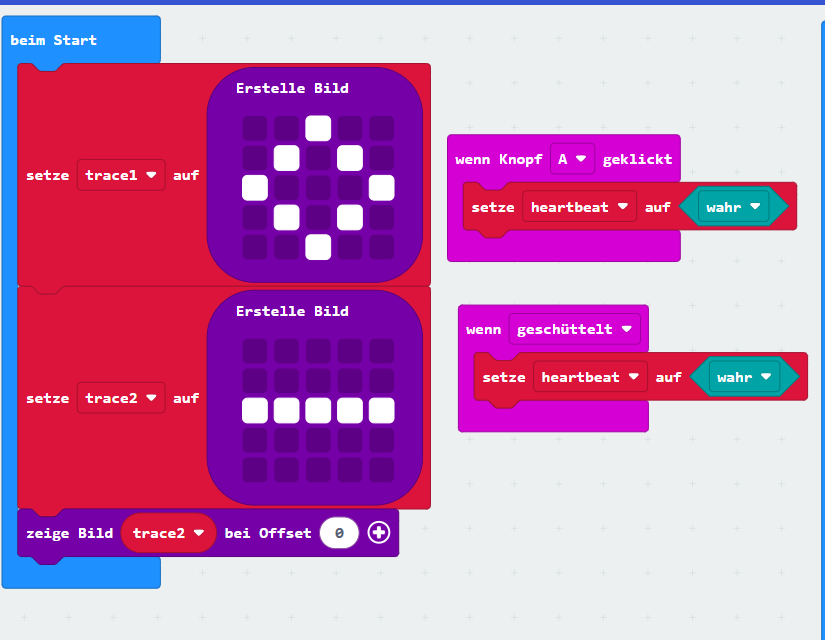 beim Start
Erstelle Bild
setze trace1 auf
Erstelle Bild
setze trace2 auf
zeige Bild trace2 bei Offset 0
wenn Knopf A geklickt
setze heartbeat auf wahr
wenn geschüttelt
setze heartbeat auf wahr